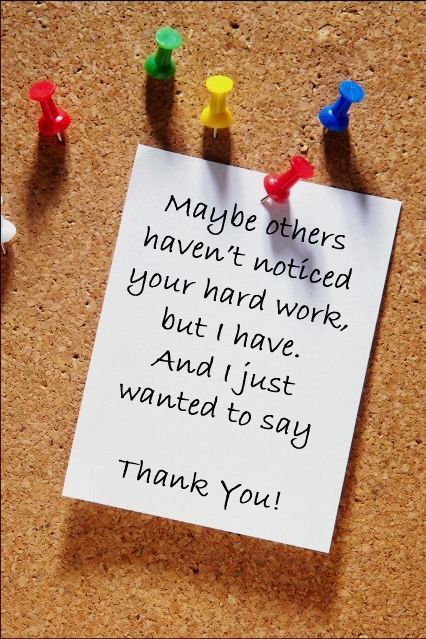 Maybe others
haven't noticed
your hard work,
but I have.
And I just
wanted to say
Thank You!